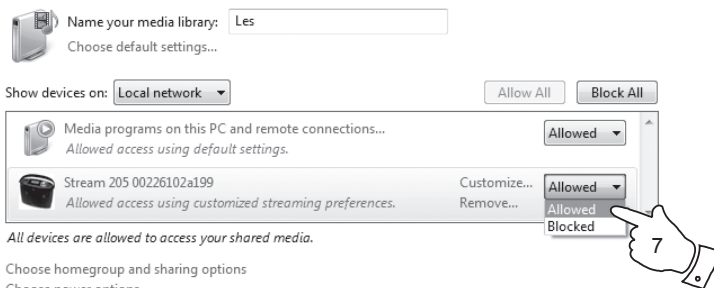 Name your media library: Les
Choose default settings...
Show devices on: Local network Allow All Block All
Media programs on this PC and remote connections... Allowed
Allowed access using default settings.
Stream 205 00226102a199 Customize... Allowed
Allowed access using customized streaming preferences. Remove... Allowed
Blocked
7
All devices are allowed to access your shared media.
Choose homegroup and sharing options
Choose power options